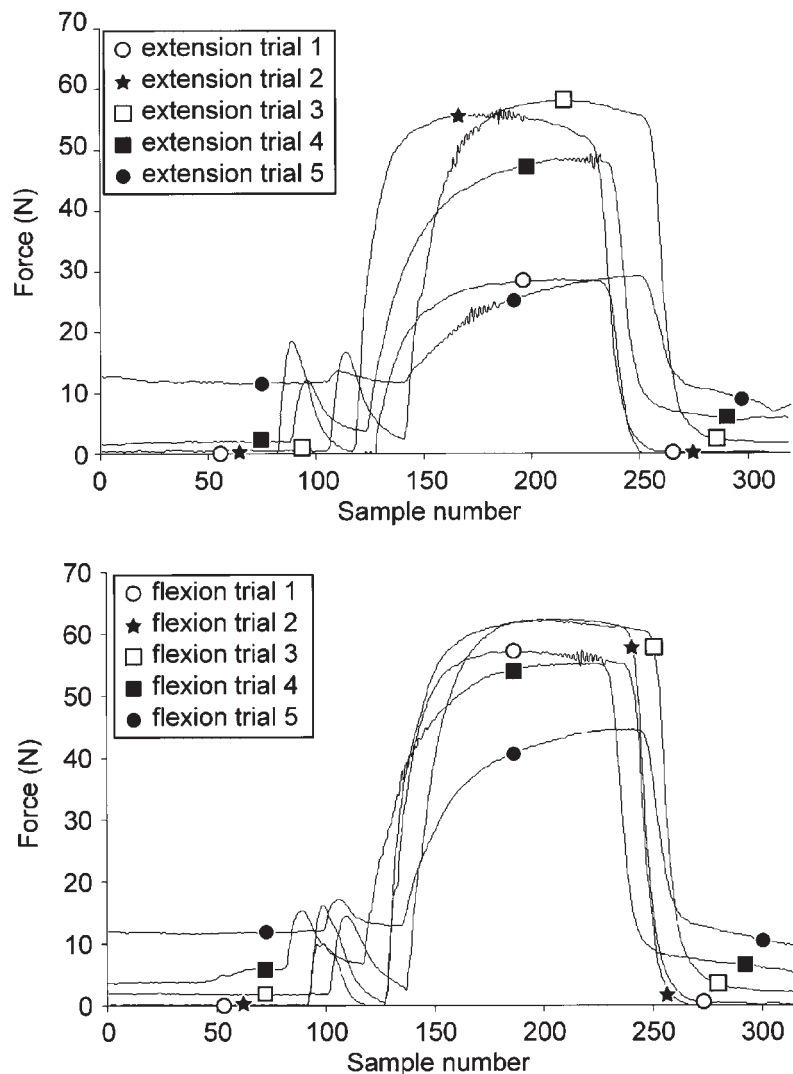 70
60
50
40
30
20
10
0
Force (N)
extension trial 1
extension trial 2
extension trial 3
extension trial 4
extension trial 5
0 50 100 150 200 250 300
Sample number
70
60
50
40
30
20
10
0
Force (N)
flexion trial 1
flexion trial 2
flexion trial 3
flexion trial 4
flexion trial 5
0 50 100 150 200 250 300
Sample number